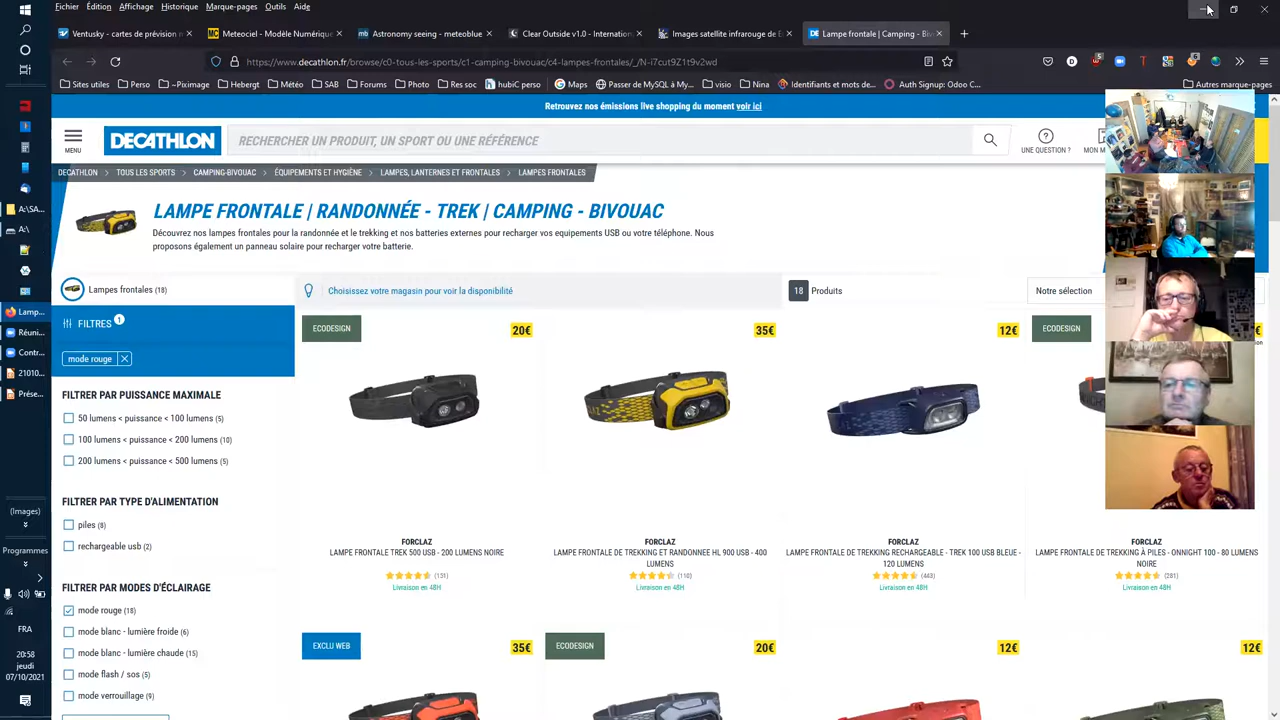 Fichier Édition Affichage Historique Marque-pages Outils Aide
Ventusky - cartes de prévision m
Meteociel - Modèle Numérique
Astronomy seeing - meteoblue
Clear Outside v1.0 - Internation
Images satellite infrarouge de E
Lampe frontale | Camping - Biv
https://www.decathlon.fr/browse/c0-tous-les-sports/c1-camping-bivouac/c4-lampes-frontales/_/N-i7cut9Z1t9v2wd
Sites utiles Perso ~Piximage Hebergt Météo SAB Forums hubiC perso Maps Passer de MySQL à My... visio Nina Identifiants et mots de... Auth Signup: Odoo C... Autres marque-pages
Retrouvez nos émissions live shopping du moment voir ici
MENU
DECATHLON
RECHERCHER UN PRODUIT, UN SPORT OU UNE RÉFÉRENCE
UNE QUESTION ?
MON M
DECATHLON > TOUS LES SPORTS > CAMPING-BIVOUAC > ÉQUIPEMENTS ET HYGIÈNE > LAMPES, LANTERNES ET FRONTALES > LAMPES FRONTALES
LAMPE FRONTALE | RANDONNÉE - TREK | CAMPING - BIVOUAC
Découvrez nos lampes frontales pour la randonnée et le trekking et nos batteries externes pour recharger vos equipements USB ou votre téléphone. Nous
proposons également un panneau solaire pour recharger votre batterie.
Lampes frontales (18)
Choisissez votre magasin pour voir la disponibilité
18 Produits
Notre sélection
FILTRES 1
mode rouge
FILTRER PAR PUISSANCE MAXIMALE
50 lumens < puissance < 100 lumens (5)
100 lumens < puissance < 200 lumens (10)
200 lumens < puissance < 500 lumens (5)
FILTRER PAR TYPE D'ALIMENTATION
piles (8)
rechargeable usb (2)
FILTRER PAR MODES D'ÉCLAIRAGE
mode rouge (18)
mode blanc - lumière froide (6)
mode blanc - lumière chaude (15)
mode flash / sos (5)
mode verrouillage (9)
ECODESIGN
20€
FORCLAZ
LAMPE FRONTALE TREK 500 USB - 200 LUMENS NOIRE
(151)
Livraison en 48H
35€
FORCLAZ
LAMPE FRONTALE DE TREKKING ET RANDONNEE HL 900 USB - 400
LUMENS
(110)
Livraison en 48H
12€
FORCLAZ
LAMPE FRONTALE DE TREKKING RECHARGEABLE - TREK 100 USB BLEUE -
120 LUMENS
(443)
Livraison en 48H
ECODESIGN
€
FORCLAZ
LAMPE FRONTALE DE TREKKING À PILES - ONNIGHT 100 - 80 LUMENS
NOIRE
(281)
Livraison en 48H
EXCLU WEB
35€
ECODESIGN
20€
12€
12€
Lamp...
Réuni...
Contr...
21010...
Prése...
(Images)
Programmes
FRA
20:58
jeudi
07/10/2021